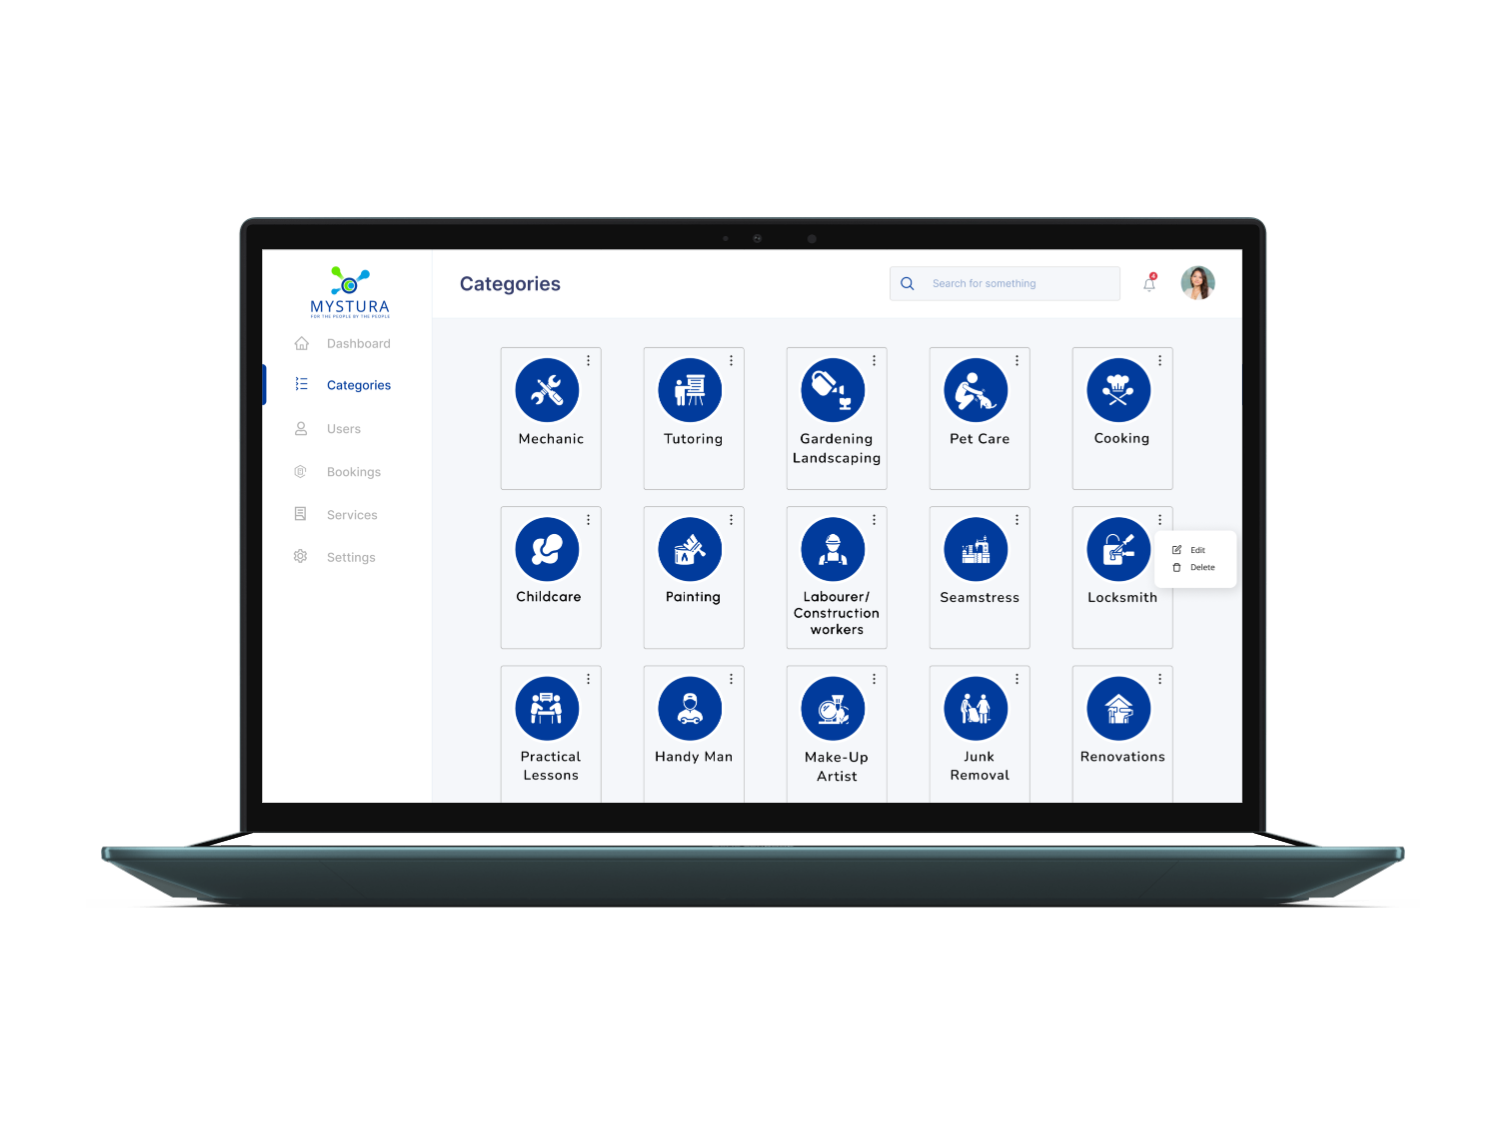 MYSTURA
FOR THE PEOPLE BY THE PEOPLE
Categories
Search for something
Dashboard
Categories
Users
Bookings
Services
Settings
Mechanic
Tutoring
Gardening
Landscaping
Pet Care
Cooking
Childcare
Painting
Labourer/
Construction
workers
Seamstress
Locksmith
Edit
Delete
Practical
Lessons
Handy Man
Make-Up
Artist
Junk
Removal
Renovations